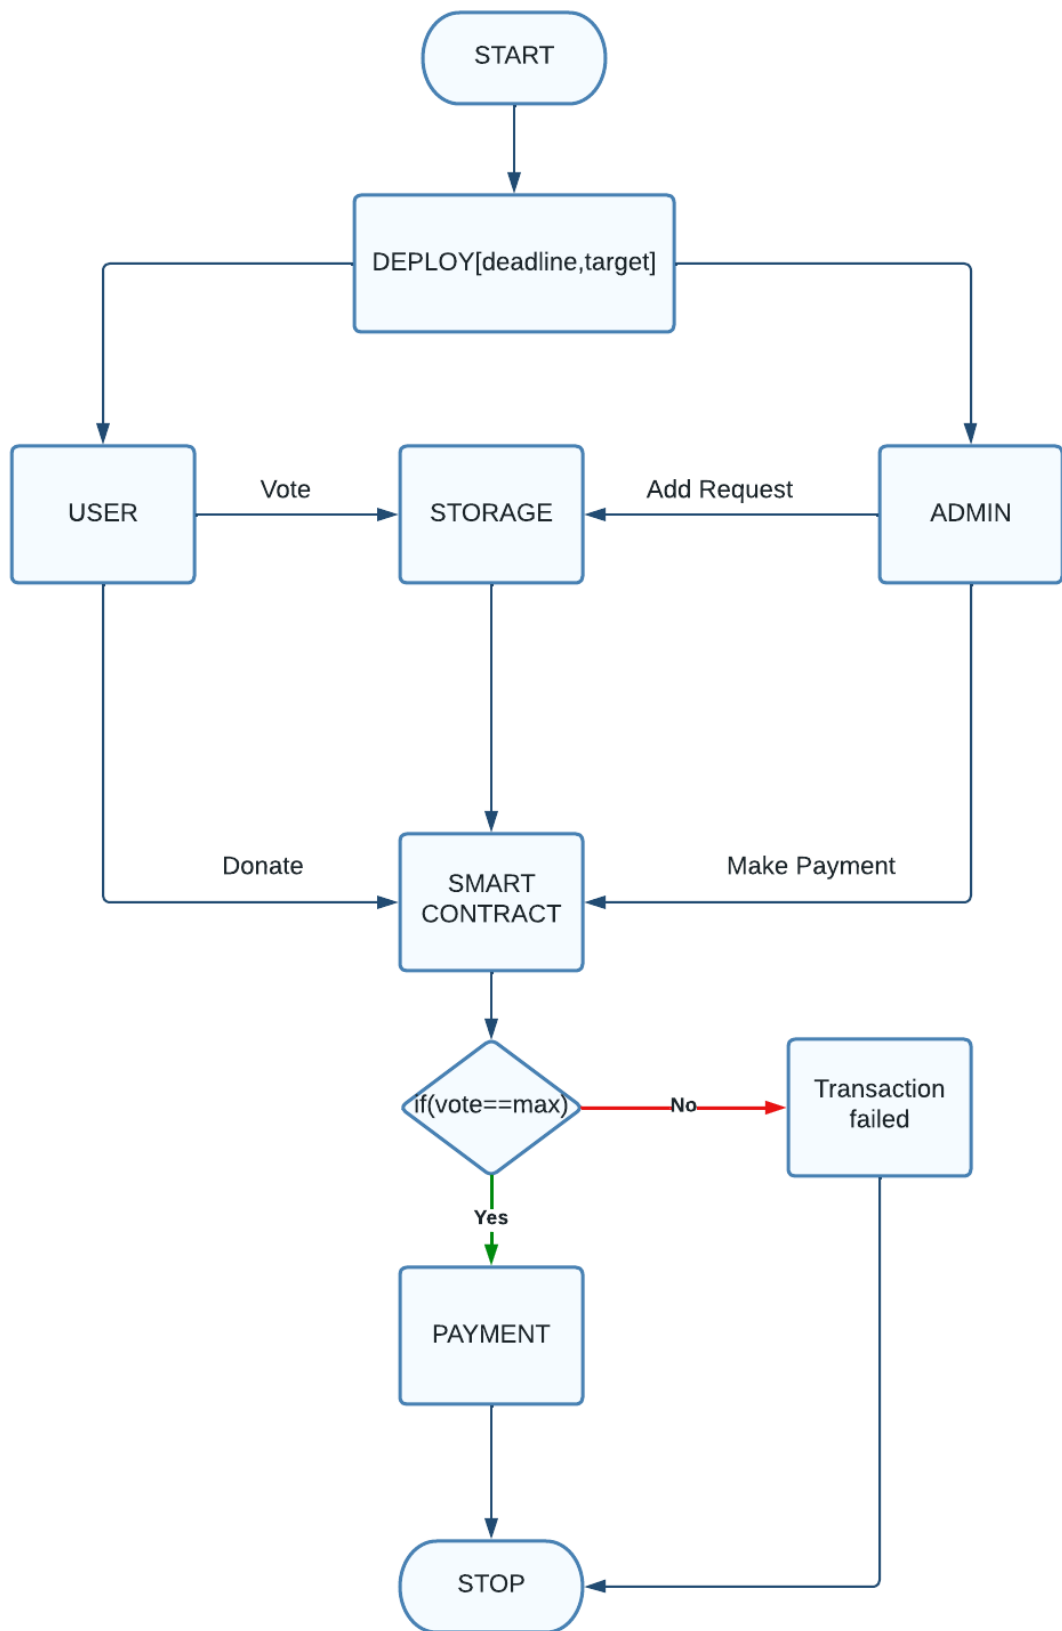 START
DEPLOY[deadline,target]
USER
Vote
STORAGE
Add Request
ADMIN
Donate
SMART
CONTRACT
Make Payment
if(vote==max)
No
Transaction
failed
Yes
PAYMENT
STOP